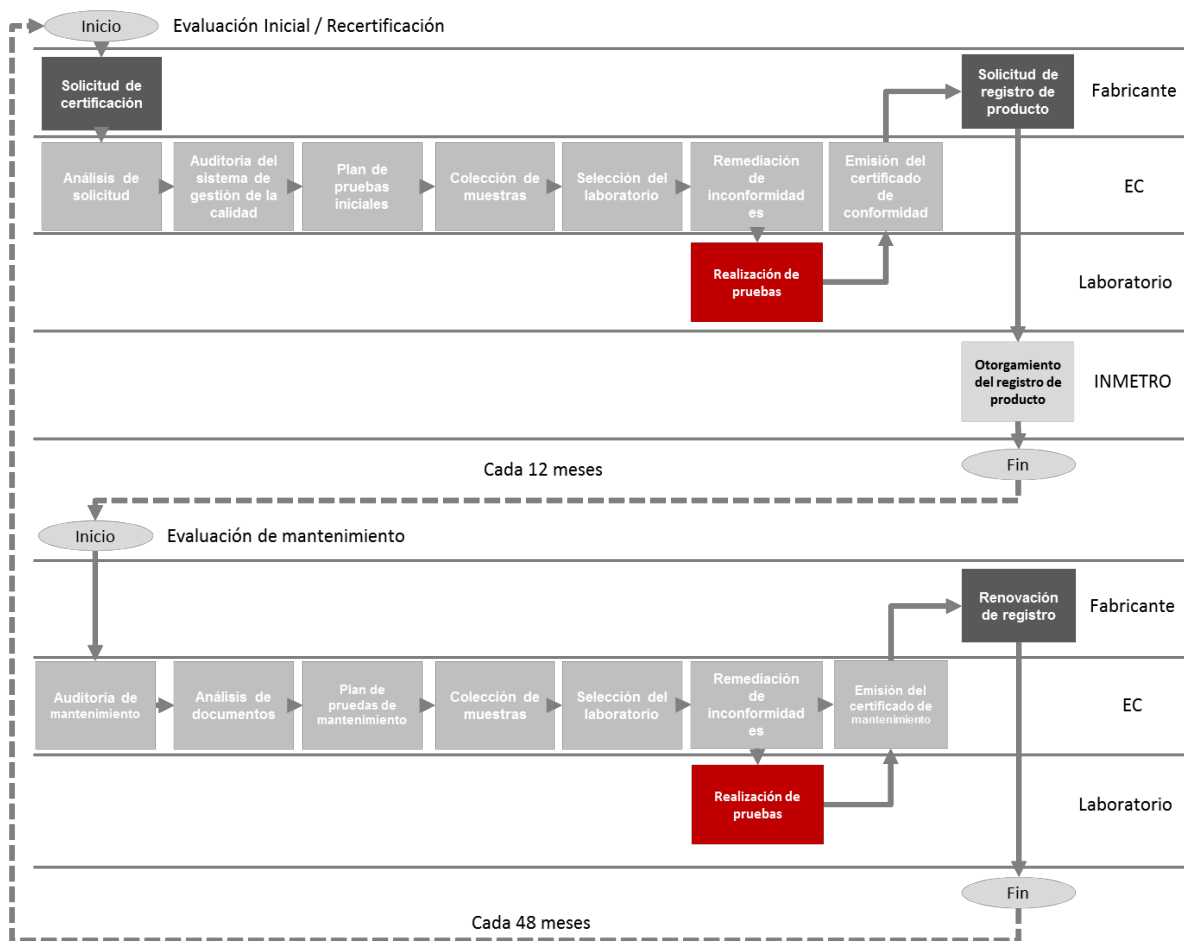 Inicio
Evaluación Inicial / Recertificación
Solicitud de
certificación
Solicitud de
registro de
producto
Fabricante
Análisis de
solicitud
Auditoria del
sistema de
gestión de la
calidad
Plan de
pruebas
iniciales
Colección de
muestras
Selección del
laboratorio
Remediación
de
inconformidad
es
Emisión del
certificado
de
conformidad
EC
Realización de
pruebas
Laboratorio
Otorgamiento
del registro de
producto
INMETRO
Cada 12 meses
Fin
Inicio
Evaluación de mantenimiento
Renovación
de registro
Fabricante
Auditoria de
mantenimiento
Análisis de
documentos
Plan de
pruedas de
mantenimiento
Colección de
muestras
Selección del
laboratorio
Remediación
de
inconformidad
es
Emisión del
certificado de
mantenimiento
EC
Realización de
pruebas
Laboratorio
Fin
Cada 48 meses